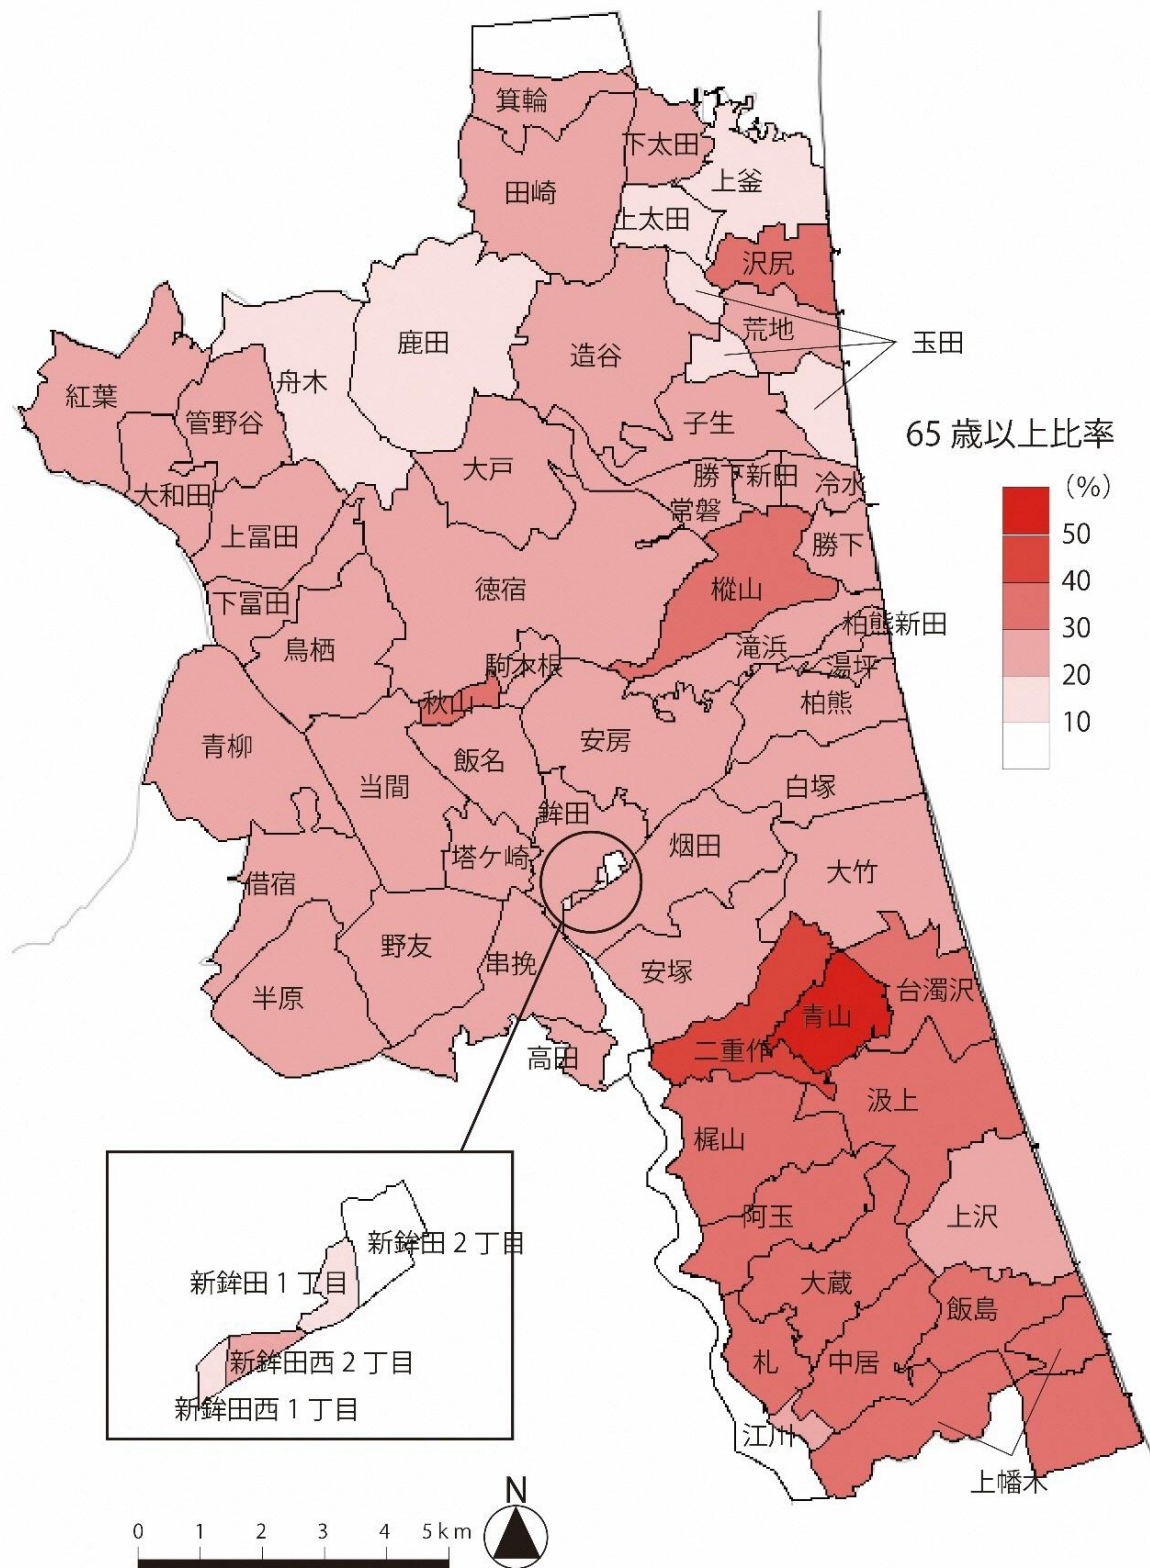 箕輪
下太田
上釜
田崎
上太田
沢尻
荒地
鹿田
造谷
玉田
舟木
紅葉
管野谷
子生
65 歳以上比率
(%)
50
40
30
20
10
大戸
勝下新田
冷水
大和田
常磐
上冨田
勝下
徳宿
樅山
下冨田
柏熊新田
鳥栖
滝浜
駒木根
湯坪
秋山
柏熊
青柳
安房
飯名
当間
白塚
鉾田
塔ケ崎
烟田
大竹
借宿
野友
串挽
安塚
半原
台濁沢
青山
高田
二重作
汲上
梶山
阿玉
上沢
新鉾田 2 丁目
新鉾田 1 丁目
大蔵
飯島
新鉾田西 2 丁目
札
中居
新鉾田西 1 丁目
江川
上幡木
N
0 1 2 3 4 5 km